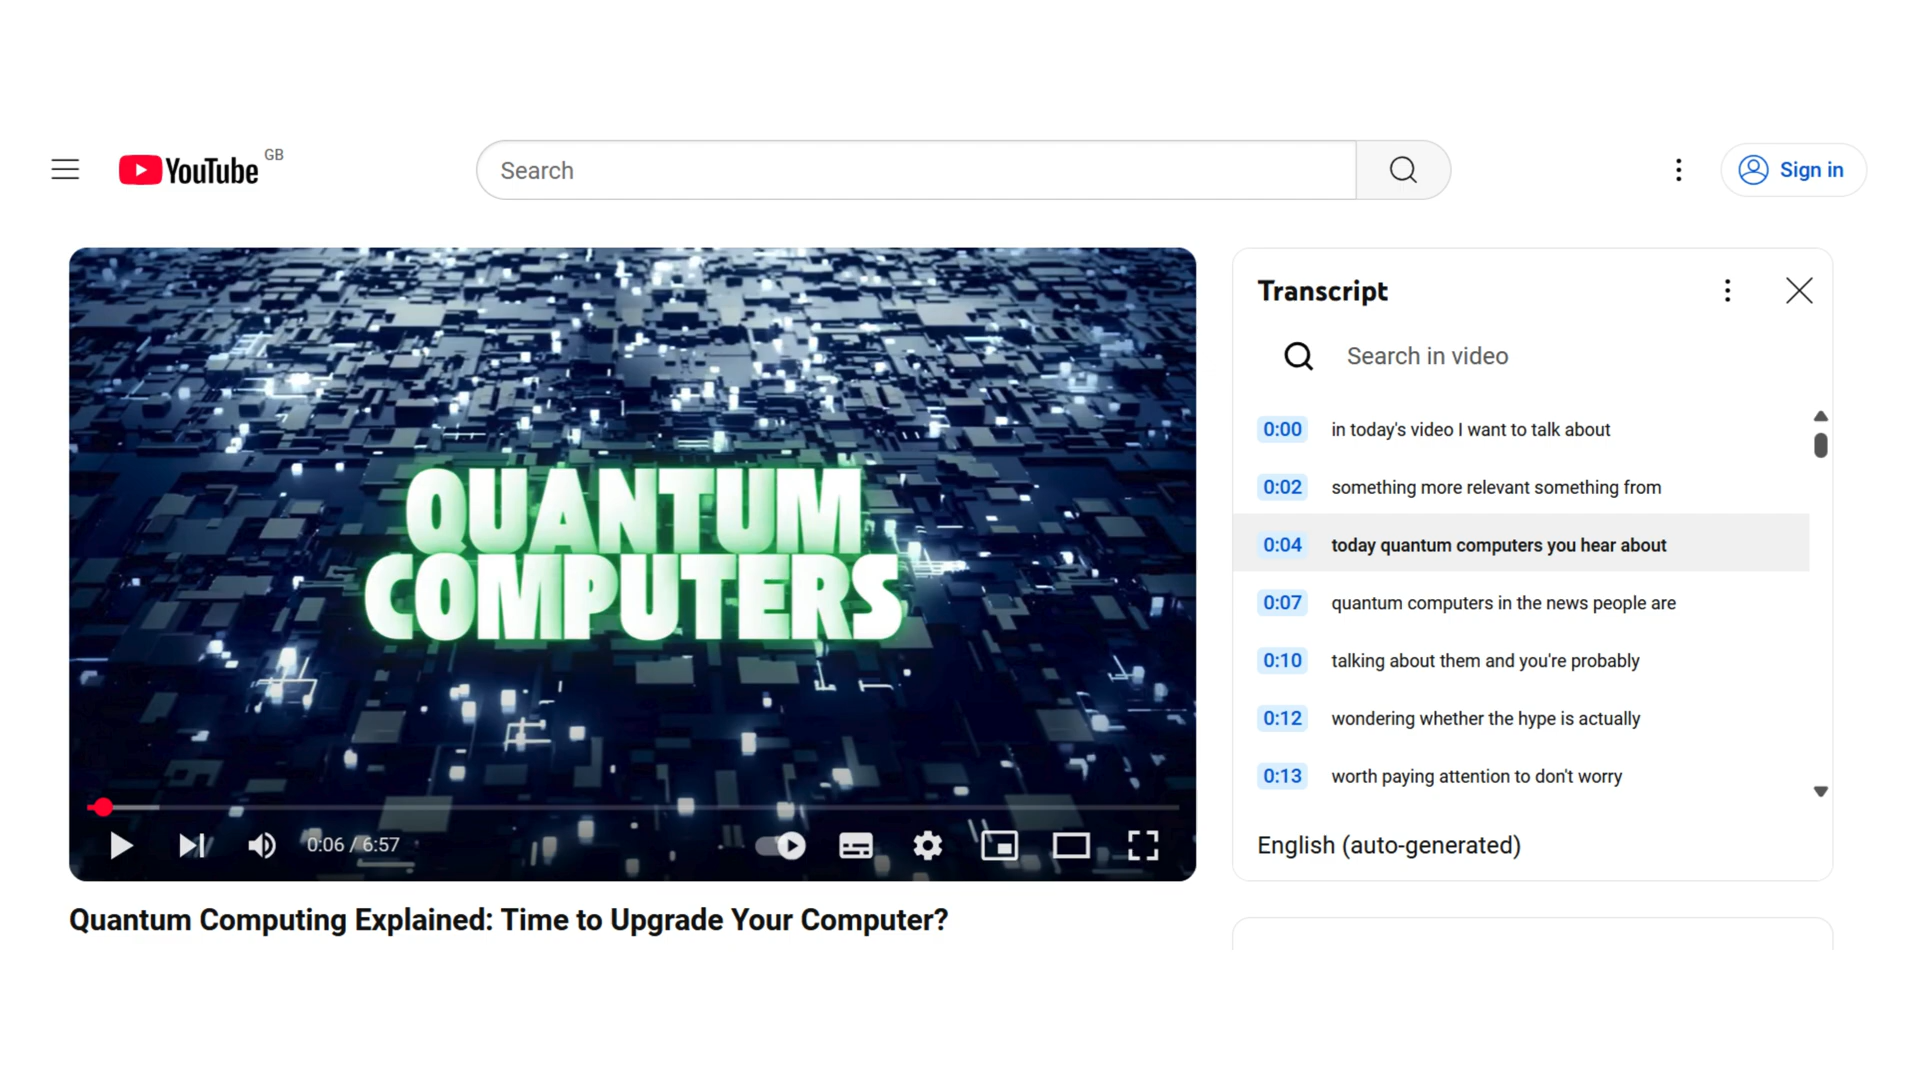 YouTube GB
Search
Sign in
QUANTUM
COMPUTERS
0:06 / 6:57
Quantum Computing Explained: Time to Upgrade Your Computer?
Transcript
Search in video
0:00 in today's video I want to talk about
0:02 something more relevant something from
0:04 today quantum computers you hear about
0:07 quantum computers in the news people are
0:10 talking about them and you're probably
0:12 wondering whether the hype is actually
0:13 worth paying attention to don't worry
English (auto-generated)